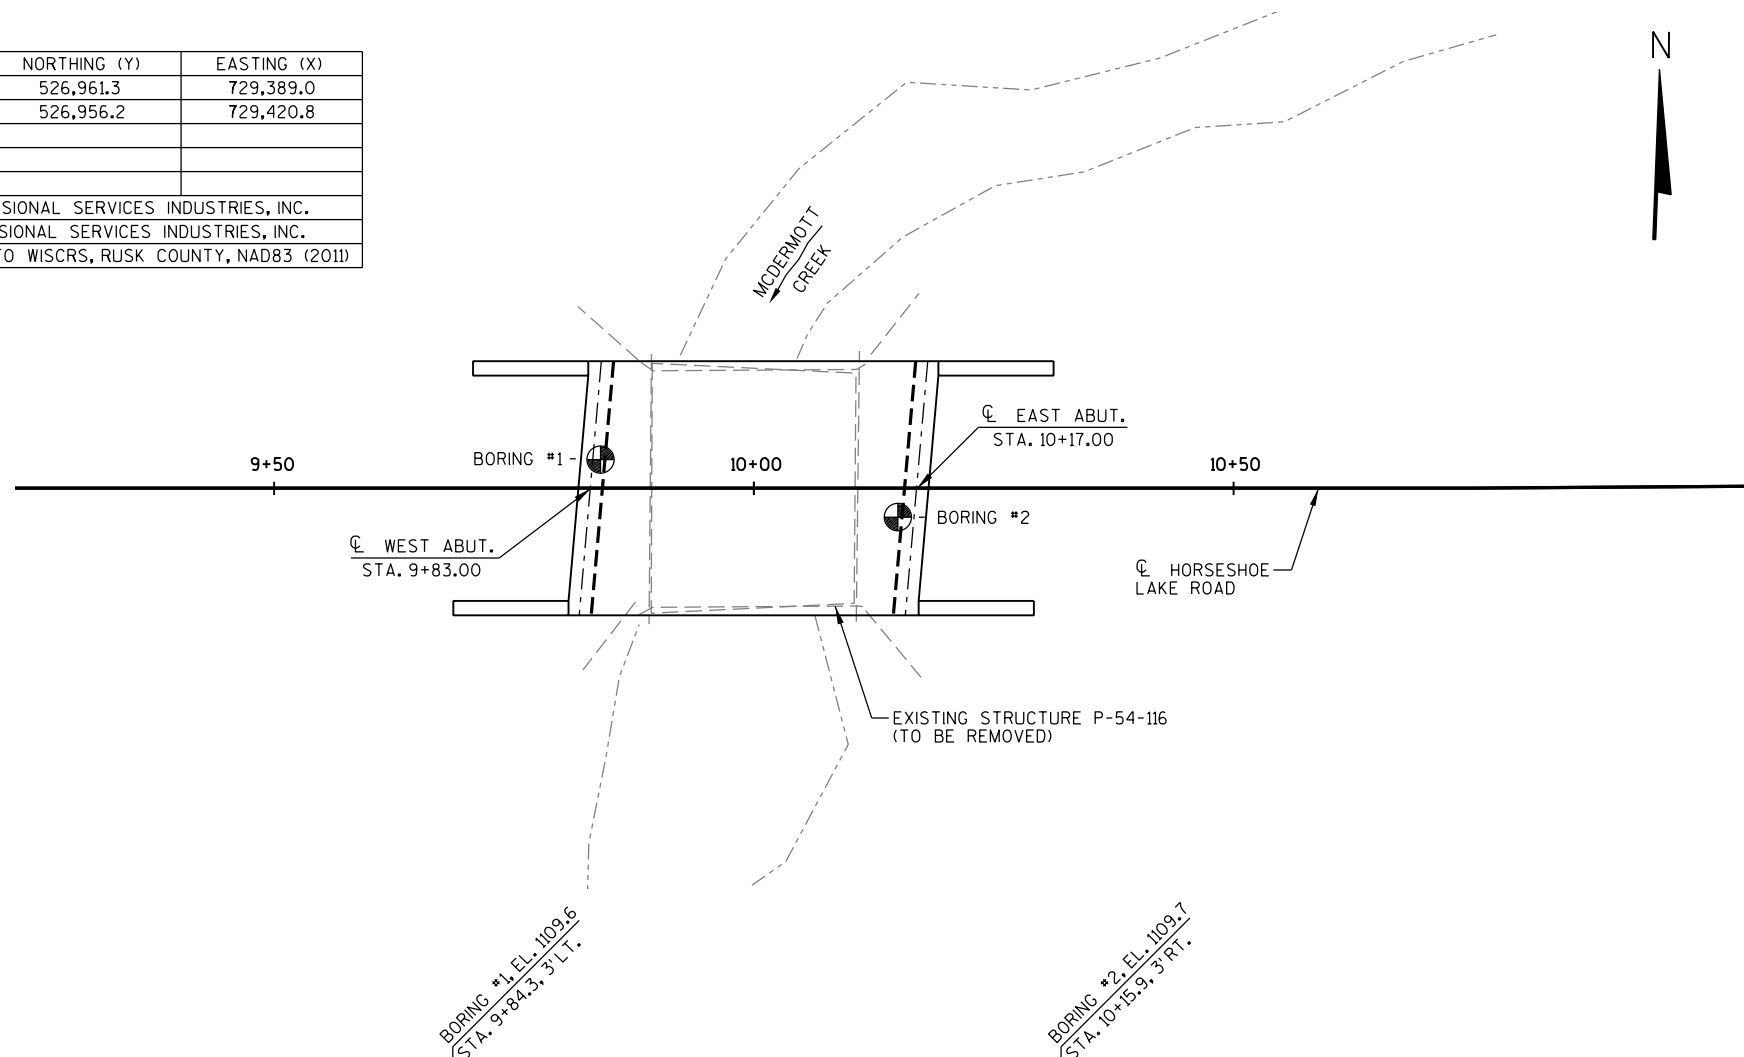 NORTHING (Y) EASTING (X)
526,961.3 729,389.0
526,956.2 729,420.8
SIONAL SERVICES INDUSTRIES, INC.
SIONAL SERVICES INDUSTRIES, INC.
TO WISCRS, RUSK COUNTY, NAD83 (2011)
N
MCDERMOTT
CREEK
℄ EAST ABUT.
STA. 10+17.00
BORING #1
9+50 10+00 10+50
BORING #2
℄ WEST ABUT.
STA. 9+83.00
℄ HORSESHOE
LAKE ROAD
EXISTING STRUCTURE P-54-116
(TO BE REMOVED)
BORING #1, EL. 1109.6
STA. 9+84.3, 3' LT.
BORING #2, EL. 1109.7
STA. 10+15.9, 3' RT.